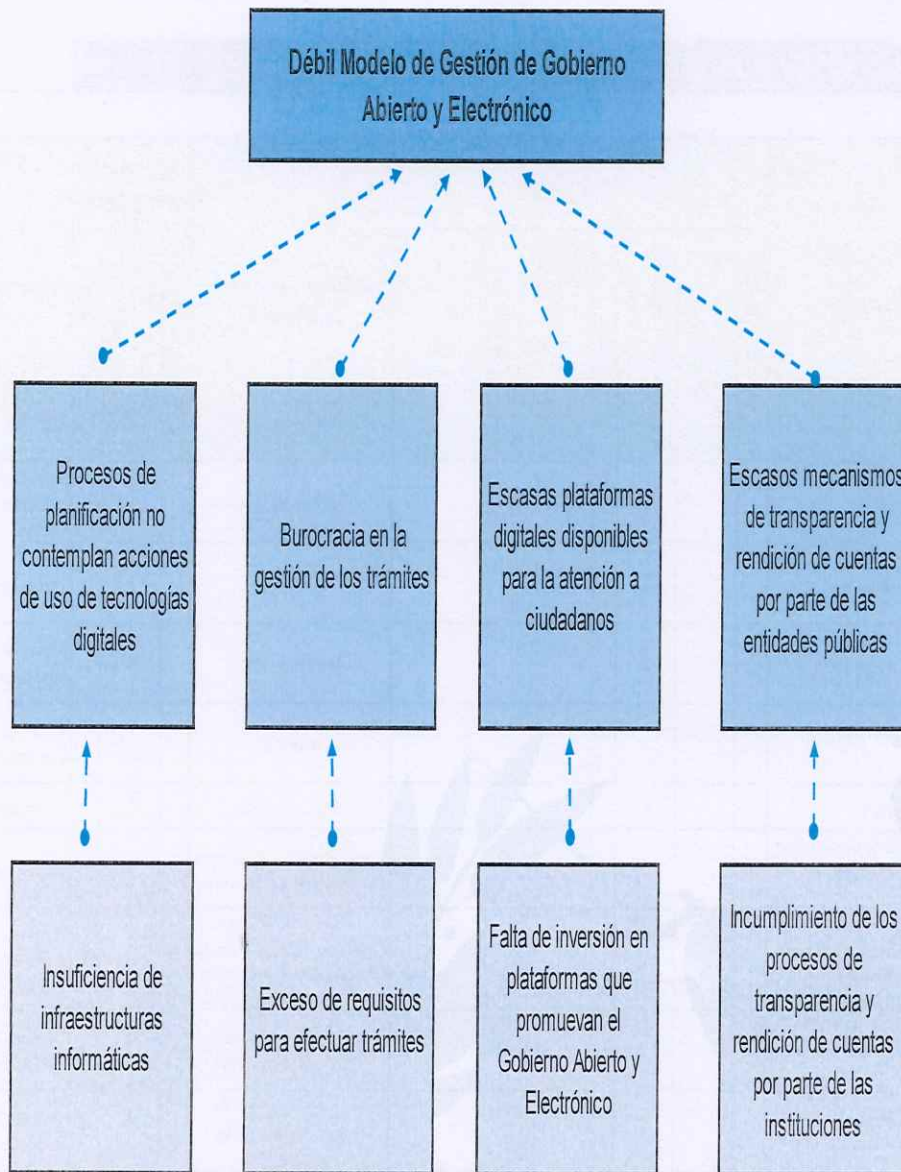 Débil Modelo de Gestión de Gobierno
Abierto y Electrónico
Procesos de
planificación no
contemplan acciones
de uso de tecnologías
digitales
Burocracia en la
gestión de los trámites
Escasas plataformas
digitales disponibles
para la atención a
ciudadanos
Escasos mecanismos
de transparencia y
rendición de cuentas
por parte de las
entidades públicas
Insuficiencia de
infraestructuras
informáticas
Exceso de requisitos
para efectuar trámites
Falta de inversión en
plataformas que
promuevan el
Gobierno Abierto y
Electrónico
Incumplimiento de los
procesos de
transparencia y
rendición de cuentas
por parte de las
instituciones